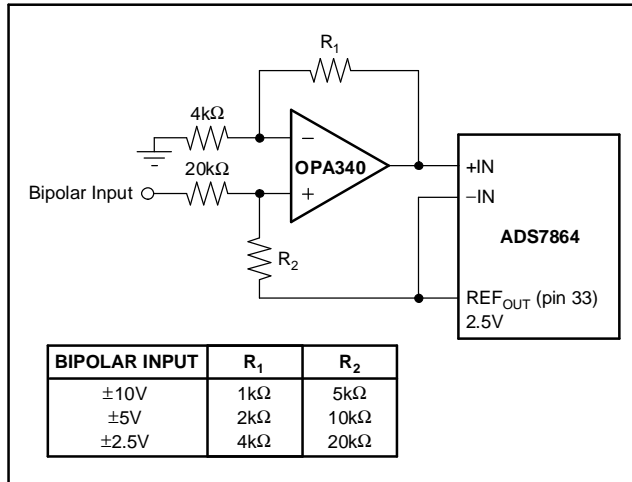 R1
4kΩ
−
OPA340
+
20kΩ
Bipolar Input
R2
+IN
−IN
ADS7864
REFOUT (pin 33)
2.5V
BIPOLAR INPUT R1 R2
±10V 1kΩ 5kΩ
±5V 2kΩ 10kΩ
±2.5V 4kΩ 20kΩ